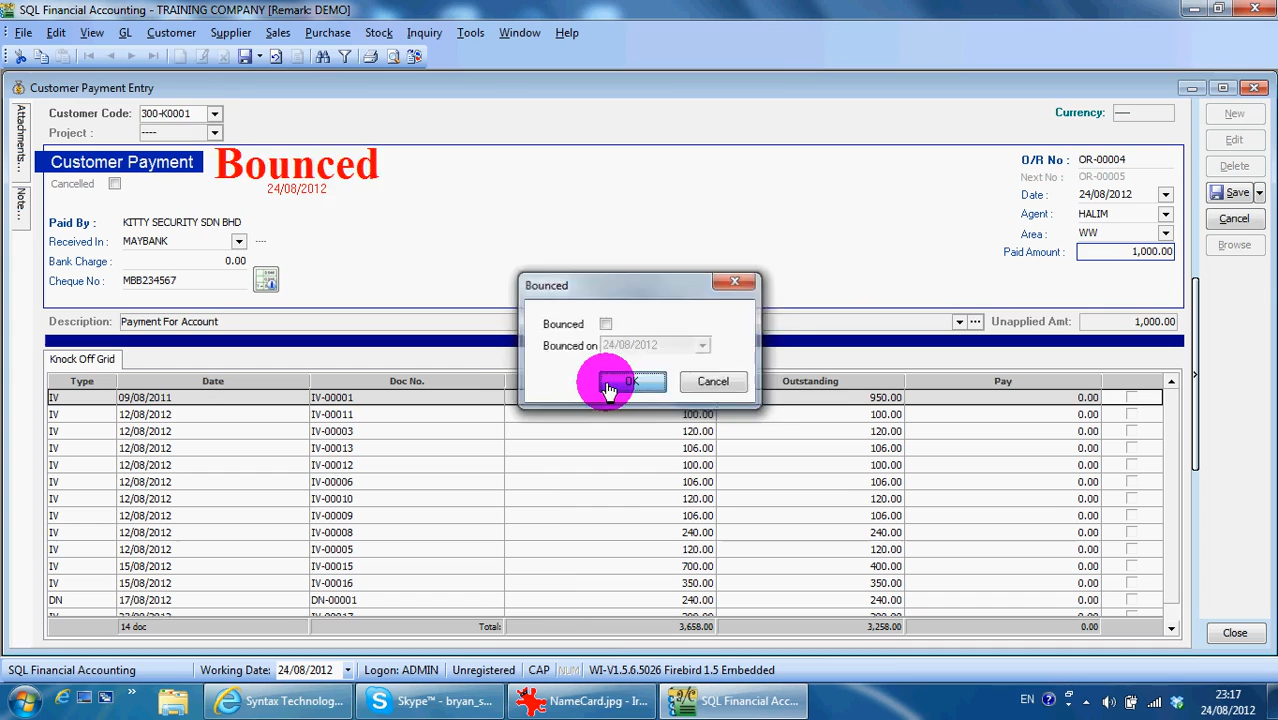 SQL Financial Accounting - TRAINING COMPANY [Remark: DEMO]
File Edit View GL Customer Supplier Sales Purchase Stock Inquiry Tools Window Help
Customer Payment Entry
Attachments...
Note...
Customer Code: 300-K0001
Currency: ----
New
Project : ----
Edit
Customer Payment
Bounced
O/R No : OR-00004
Delete
Cancelled
24/08/2012
Next No : OR-00005
Date : 24/08/2012
Save
Paid By : KITTY SECURITY SDN BHD
Agent : HALIM
Cancel
Received In : MAYBANK ----
Area : WW
Browse
Bank Charge : 0.00
Paid Amount : 1,000.00
Cheque No : MBB234567
Bounced
Description: Payment For Account
Unapplied Amt: 1,000.00
Bounced
Bounced on 24/08/2012
OK Cancel
Knock Off Grid
Type Date Doc No. Outstanding Pay
IV 09/08/2011 IV-00001 950.00 0.00
IV 12/08/2012 IV-00011 100.00 100.00 0.00
IV 12/08/2012 IV-00003 120.00 120.00 0.00
IV 12/08/2012 IV-00013 106.00 106.00 0.00
IV 12/08/2012 IV-00012 100.00 100.00 0.00
IV 12/08/2012 IV-00006 106.00 106.00 0.00
IV 12/08/2012 IV-00010 120.00 120.00 0.00
IV 12/08/2012 IV-00009 106.00 106.00 0.00
IV 12/08/2012 IV-00008 240.00 240.00 0.00
IV 12/08/2012 IV-00005 120.00 120.00 0.00
IV 15/08/2012 IV-00015 700.00 400.00 0.00
IV 15/08/2012 IV-00016 350.00 350.00 0.00
DN 17/08/2012 DN-00001 240.00 240.00 0.00
14 doc Total: 3,658.00 3,258.00 0.00
Close
SQL Financial Accounting Working Date: 24/08/2012 Logon: ADMIN Unregistered CAP NUM WI-V1.5.6.5026 Firebird 1.5 Embedded
Syntax Technolog... Skype™ - bryan_s... NameCard.jpg - Ir... SQL Financial Acc... EN 23:17
24/08/2012